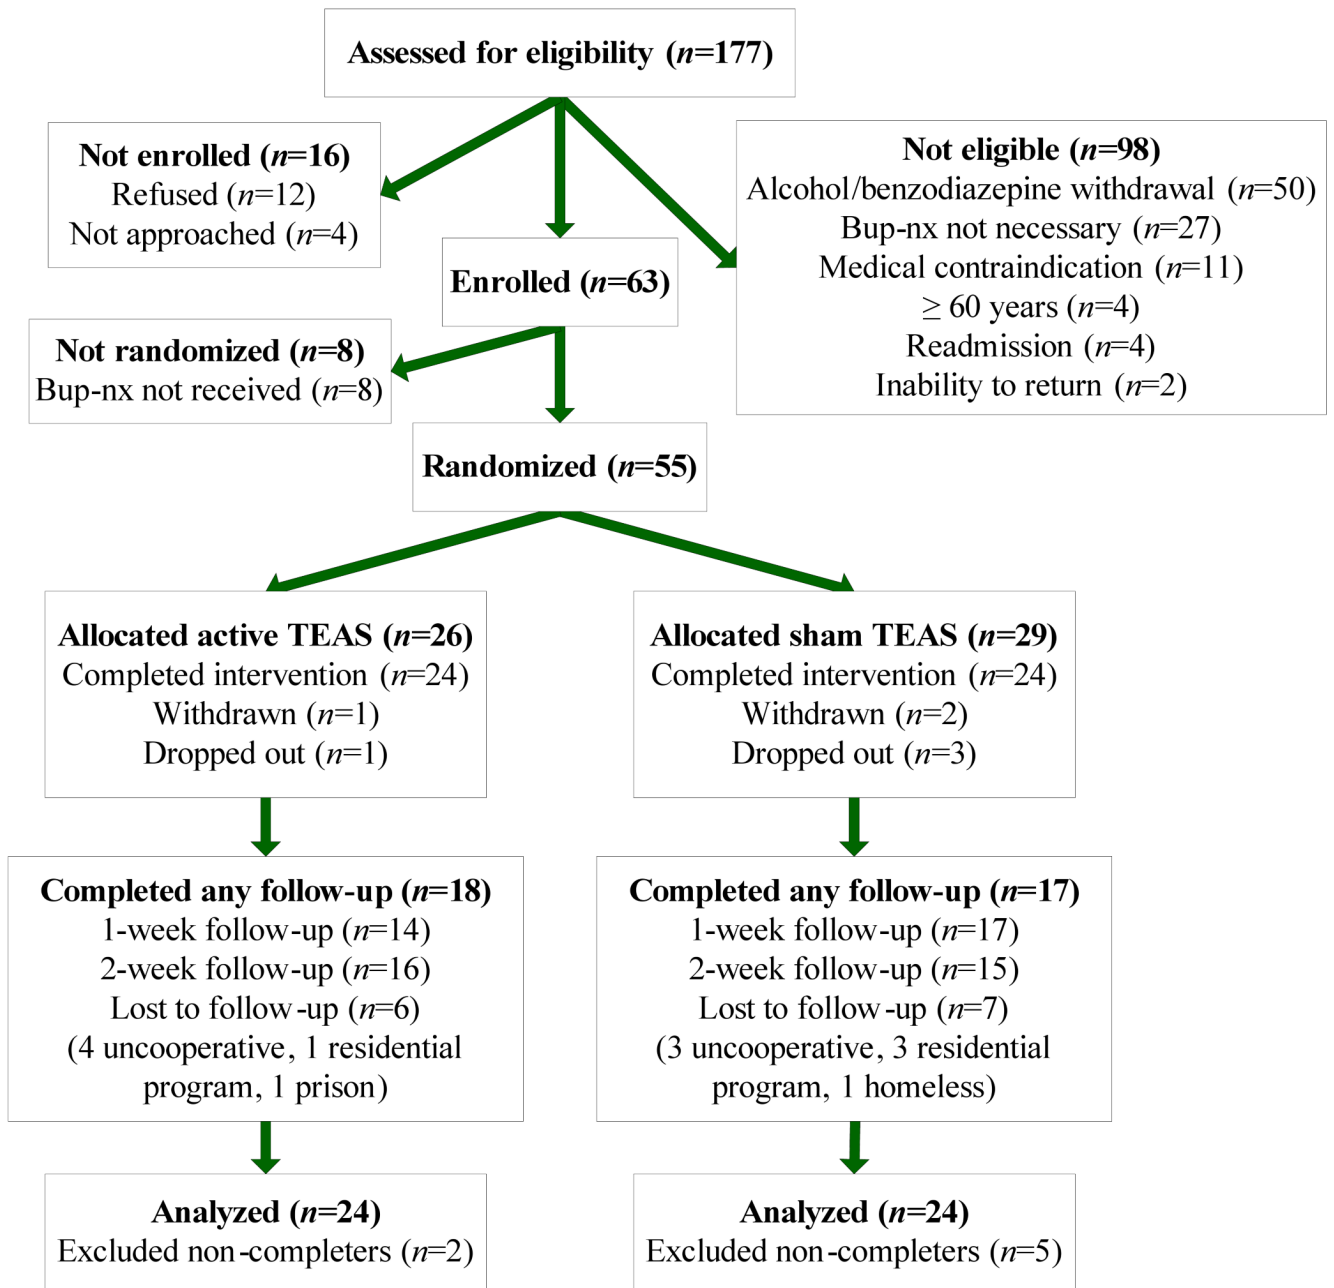 Assessed for eligibility (n=177)
Not enrolled (n=16)
Refused (n=12)
Not approached (n=4)
Not eligible (n=98)
Alcohol/benzodiazepine withdrawal (n=50)
Bup-nx not necessary (n=27)
Medical contraindication (n=11)
≥ 60 years (n=4)
Readmission (n=4)
Inability to return (n=2)
Enrolled (n=63)
Not randomized (n=8)
Bup-nx not received (n=8)
Randomized (n=55)
Allocated active TEAS (n=26)
Completed intervention (n=24)
Withdrawn (n=1)
Dropped out (n=1)
Allocated sham TEAS (n=29)
Completed intervention (n=24)
Withdrawn (n=2)
Dropped out (n=3)
Completed any follow-up (n=18)
1-week follow-up (n=14)
2-week follow-up (n=16)
Lost to follow-up (n=6)
(4 uncooperative, 1 residential
program, 1 prison)
Completed any follow-up (n=17)
1-week follow-up (n=17)
2-week follow-up (n=15)
Lost to follow-up (n=7)
(3 uncooperative, 3 residential
program, 1 homeless)
Analyzed (n=24)
Excluded non-completers (n=2)
Analyzed (n=24)
Excluded non-completers (n=5)